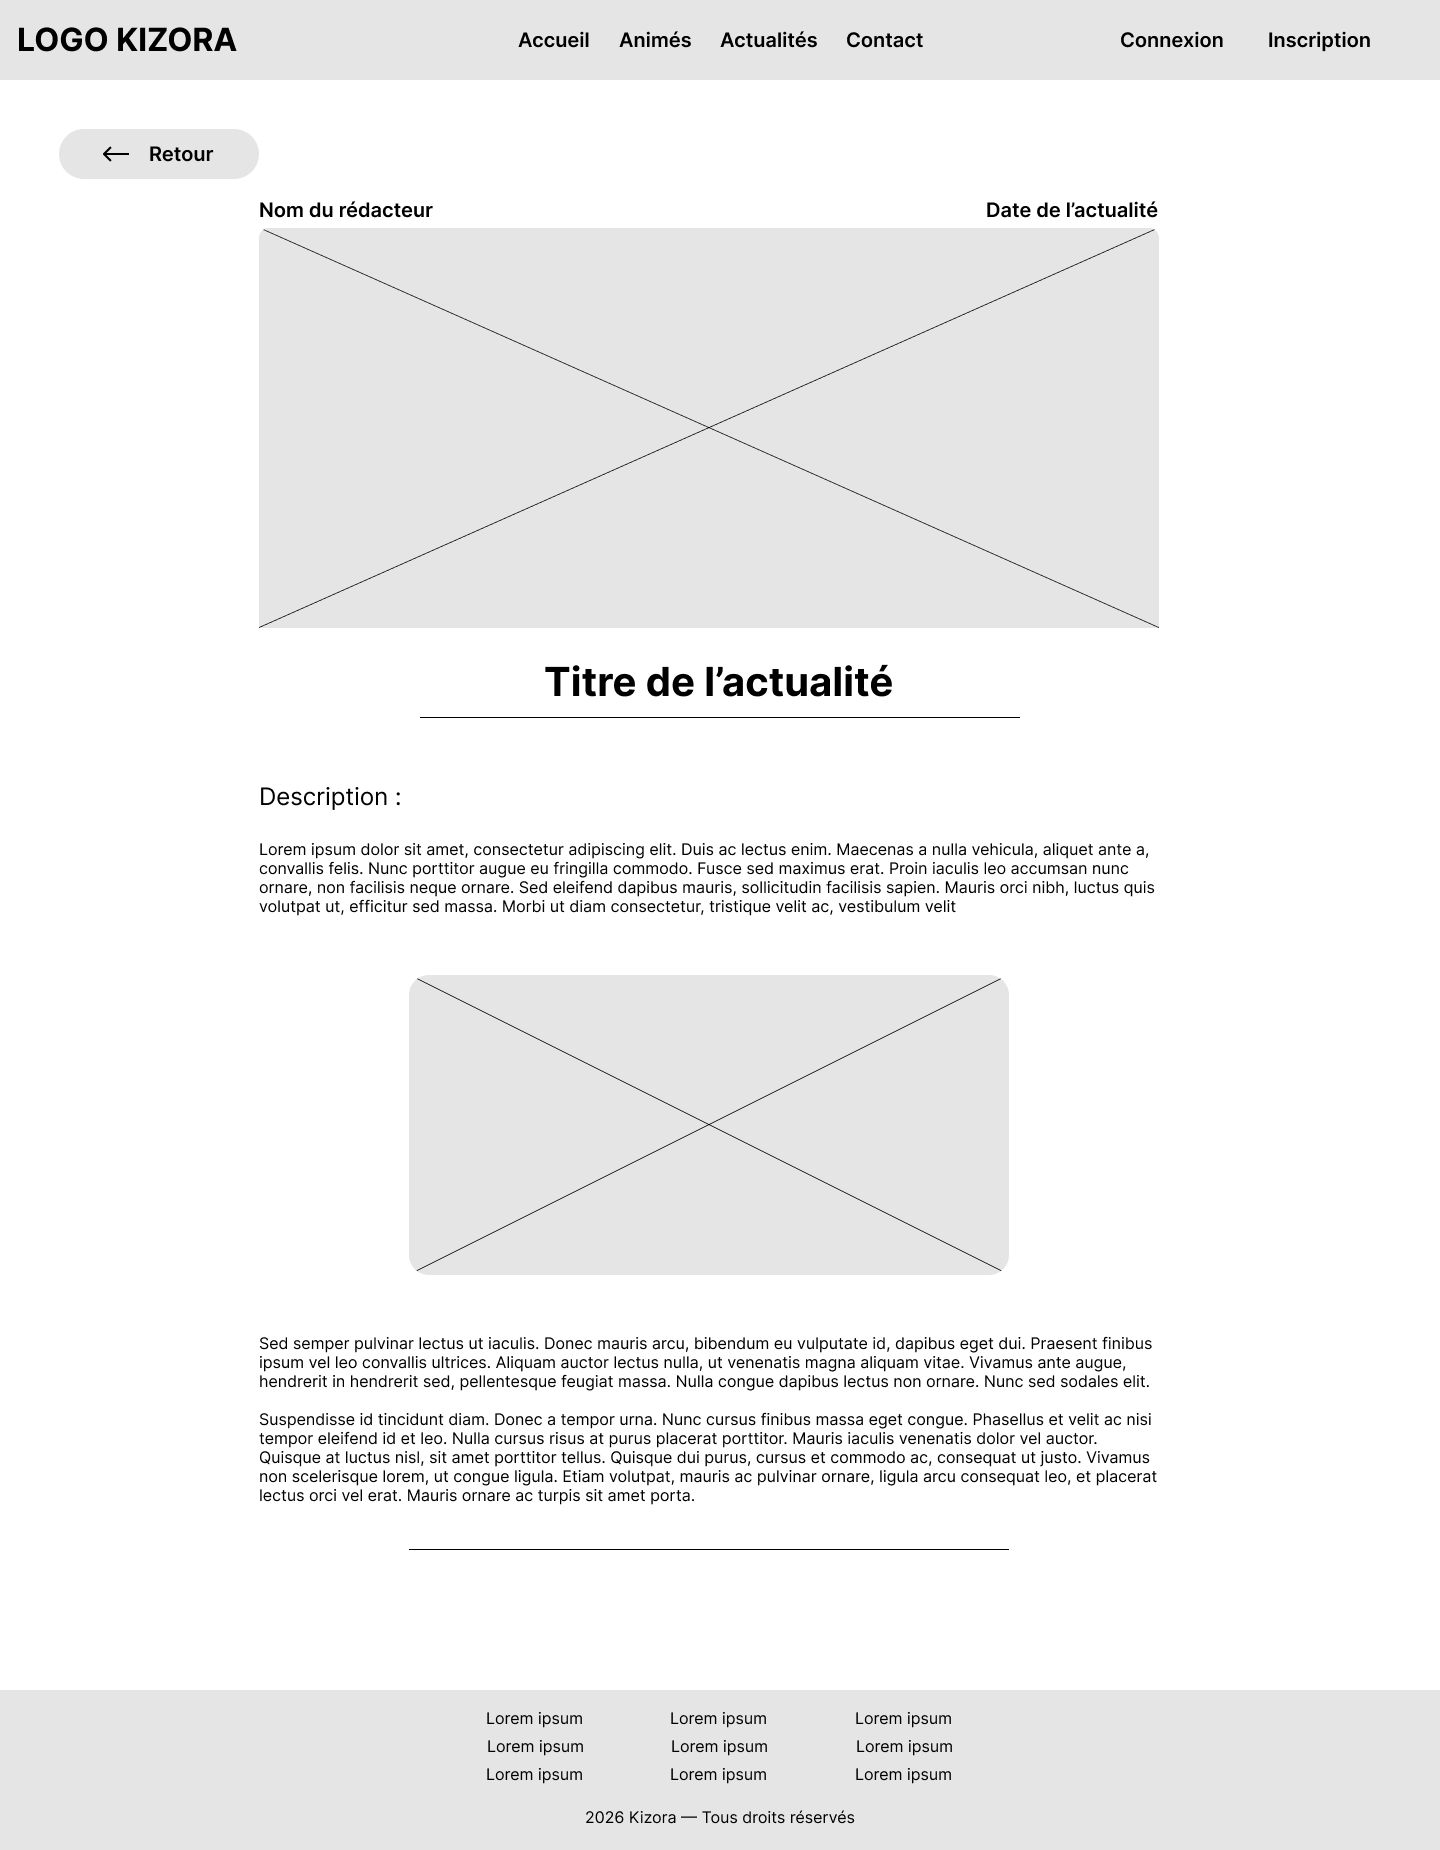 LOGO KIZORA
Accueil
Animés
Actualités
Contact
Connexion
Inscription
Retour
Nom du rédacteur
Date de l’actualité
Titre de l’actualité
Description :
Lorem ipsum dolor sit amet, consectetur adipiscing elit. Duis ac lectus enim. Maecenas a nulla vehicula, aliquet ante a,
convallis felis. Nunc porttitor augue eu fringilla commodo. Fusce sed maximus erat. Proin iaculis leo accumsan nunc
ornare, non facilisis neque ornare. Sed eleifend dapibus mauris, sollicitudin facilisis sapien. Mauris orci nibh, luctus quis
volutpat ut, efficitur sed massa. Morbi ut diam consectetur, tristique velit ac, vestibulum velit
Sed semper pulvinar lectus ut iaculis. Donec mauris arcu, bibendum eu vulputate id, dapibus eget dui. Praesent finibus
ipsum vel leo convallis ultrices. Aliquam auctor lectus nulla, ut venenatis magna aliquam vitae. Vivamus ante augue,
hendrerit in hendrerit sed, pellentesque feugiat massa. Nulla congue dapibus lectus non ornare. Nunc sed sodales elit.
Suspendisse id tincidunt diam. Donec a tempor urna. Nunc cursus finibus massa eget congue. Phasellus et velit ac nisi
tempor eleifend id et leo. Nulla cursus risus at purus placerat porttitor. Mauris iaculis venenatis dolor vel auctor.
Quisque at luctus nisl, sit amet porttitor tellus. Quisque dui purus, cursus et commodo ac, consequat ut justo. Vivamus
non scelerisque lorem, ut congue ligula. Etiam volutpat, mauris ac pulvinar ornare, ligula arcu consequat leo, et placerat
lectus orci vel erat. Mauris ornare ac turpis sit amet porta.
Lorem ipsum
Lorem ipsum
Lorem ipsum
Lorem ipsum
Lorem ipsum
Lorem ipsum
Lorem ipsum
Lorem ipsum
Lorem ipsum
2026 Kizora — Tous droits réservés